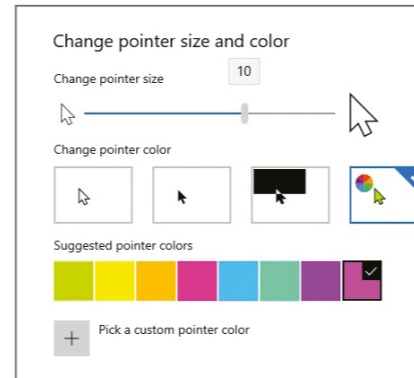 Change pointer size and color
10
Change pointer size
Change pointer color
Suggested pointer colors
Pick a custom pointer color